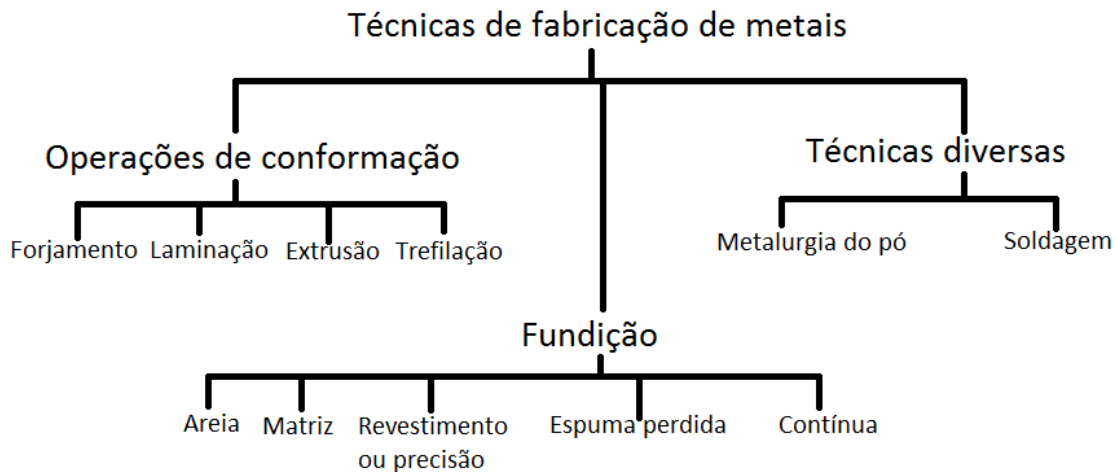 Técnicas de fabricação de metais
Operações de conformação
Técnicas diversas
Forjamento
Laminação
Extrusão
Trefilação
Metalurgia do pó
Soldagem
Fundição
Areia
Matriz
Revestimento
ou precisão
Espuma perdida
Contínua